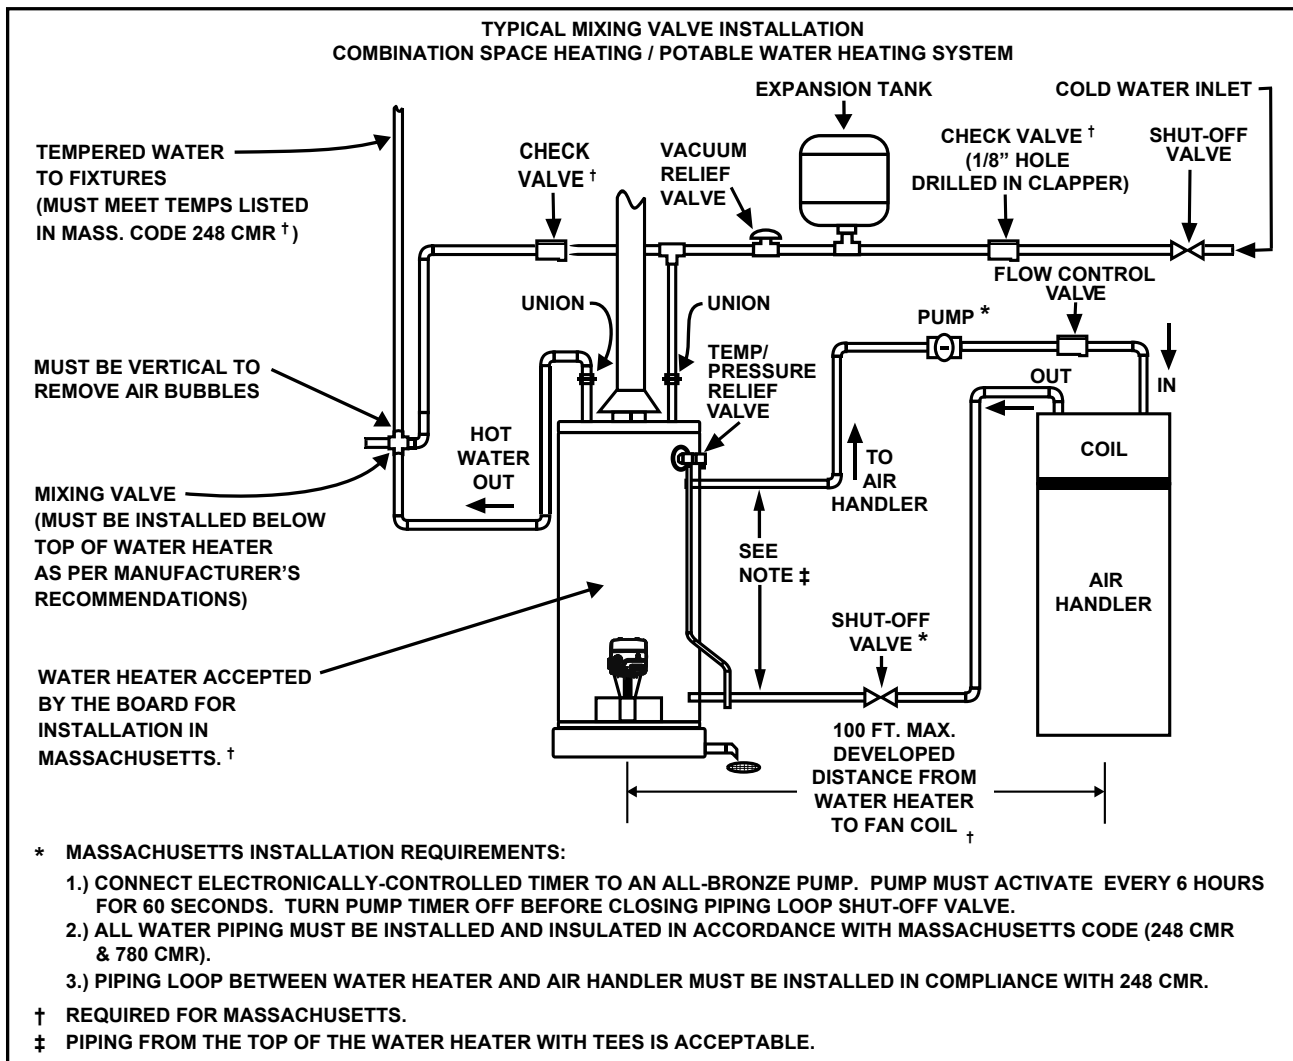 TYPICAL MIXING VALVE INSTALLATION
COMBINATION SPACE HEATING / POTABLE WATER HEATING SYSTEM
EXPANSION TANK
COLD WATER INLET
TEMPERED WATER
TO FIXTURES
(MUST MEET TEMPS LISTED
IN MASS. CODE 248 CMR †)
CHECK
VALVE †
VACUUM
RELIEF
VALVE
CHECK VALVE †
(1/8” HOLE
DRILLED IN CLAPPER)
SHUT-OFF
VALVE
FLOW CONTROL
VALVE
UNION
UNION
PUMP *
TEMP/
PRESSURE
RELIEF
VALVE
OUT
IN
MUST BE VERTICAL TO
REMOVE AIR BUBBLES
HOT
WATER
OUT
TO
AIR
HANDLER
COIL
MIXING VALVE
(MUST BE INSTALLED BELOW
TOP OF WATER HEATER
AS PER MANUFACTURER’S
RECOMMENDATIONS)
SEE
NOTE ‡
AIR
HANDLER
SHUT-OFF
VALVE *
WATER HEATER ACCEPTED
BY THE BOARD FOR
INSTALLATION IN
MASSACHUSETTS. †
100 FT. MAX.
DEVELOPED
DISTANCE FROM
WATER HEATER
TO FAN COIL †
* MASSACHUSETTS INSTALLATION REQUIREMENTS:
1.) CONNECT ELECTRONICALLY-CONTROLLED TIMER TO AN ALL-BRONZE PUMP. PUMP MUST ACTIVATE EVERY 6 HOURS
FOR 60 SECONDS. TURN PUMP TIMER OFF BEFORE CLOSING PIPING LOOP SHUT-OFF VALVE.
2.) ALL WATER PIPING MUST BE INSTALLED AND INSULATED IN ACCORDANCE WITH MASSACHUSETTS CODE (248 CMR
& 780 CMR).
3.) PIPING LOOP BETWEEN WATER HEATER AND AIR HANDLER MUST BE INSTALLED IN COMPLIANCE WITH 248 CMR.
† REQUIRED FOR MASSACHUSETTS.
‡ PIPING FROM THE TOP OF THE WATER HEATER WITH TEES IS ACCEPTABLE.